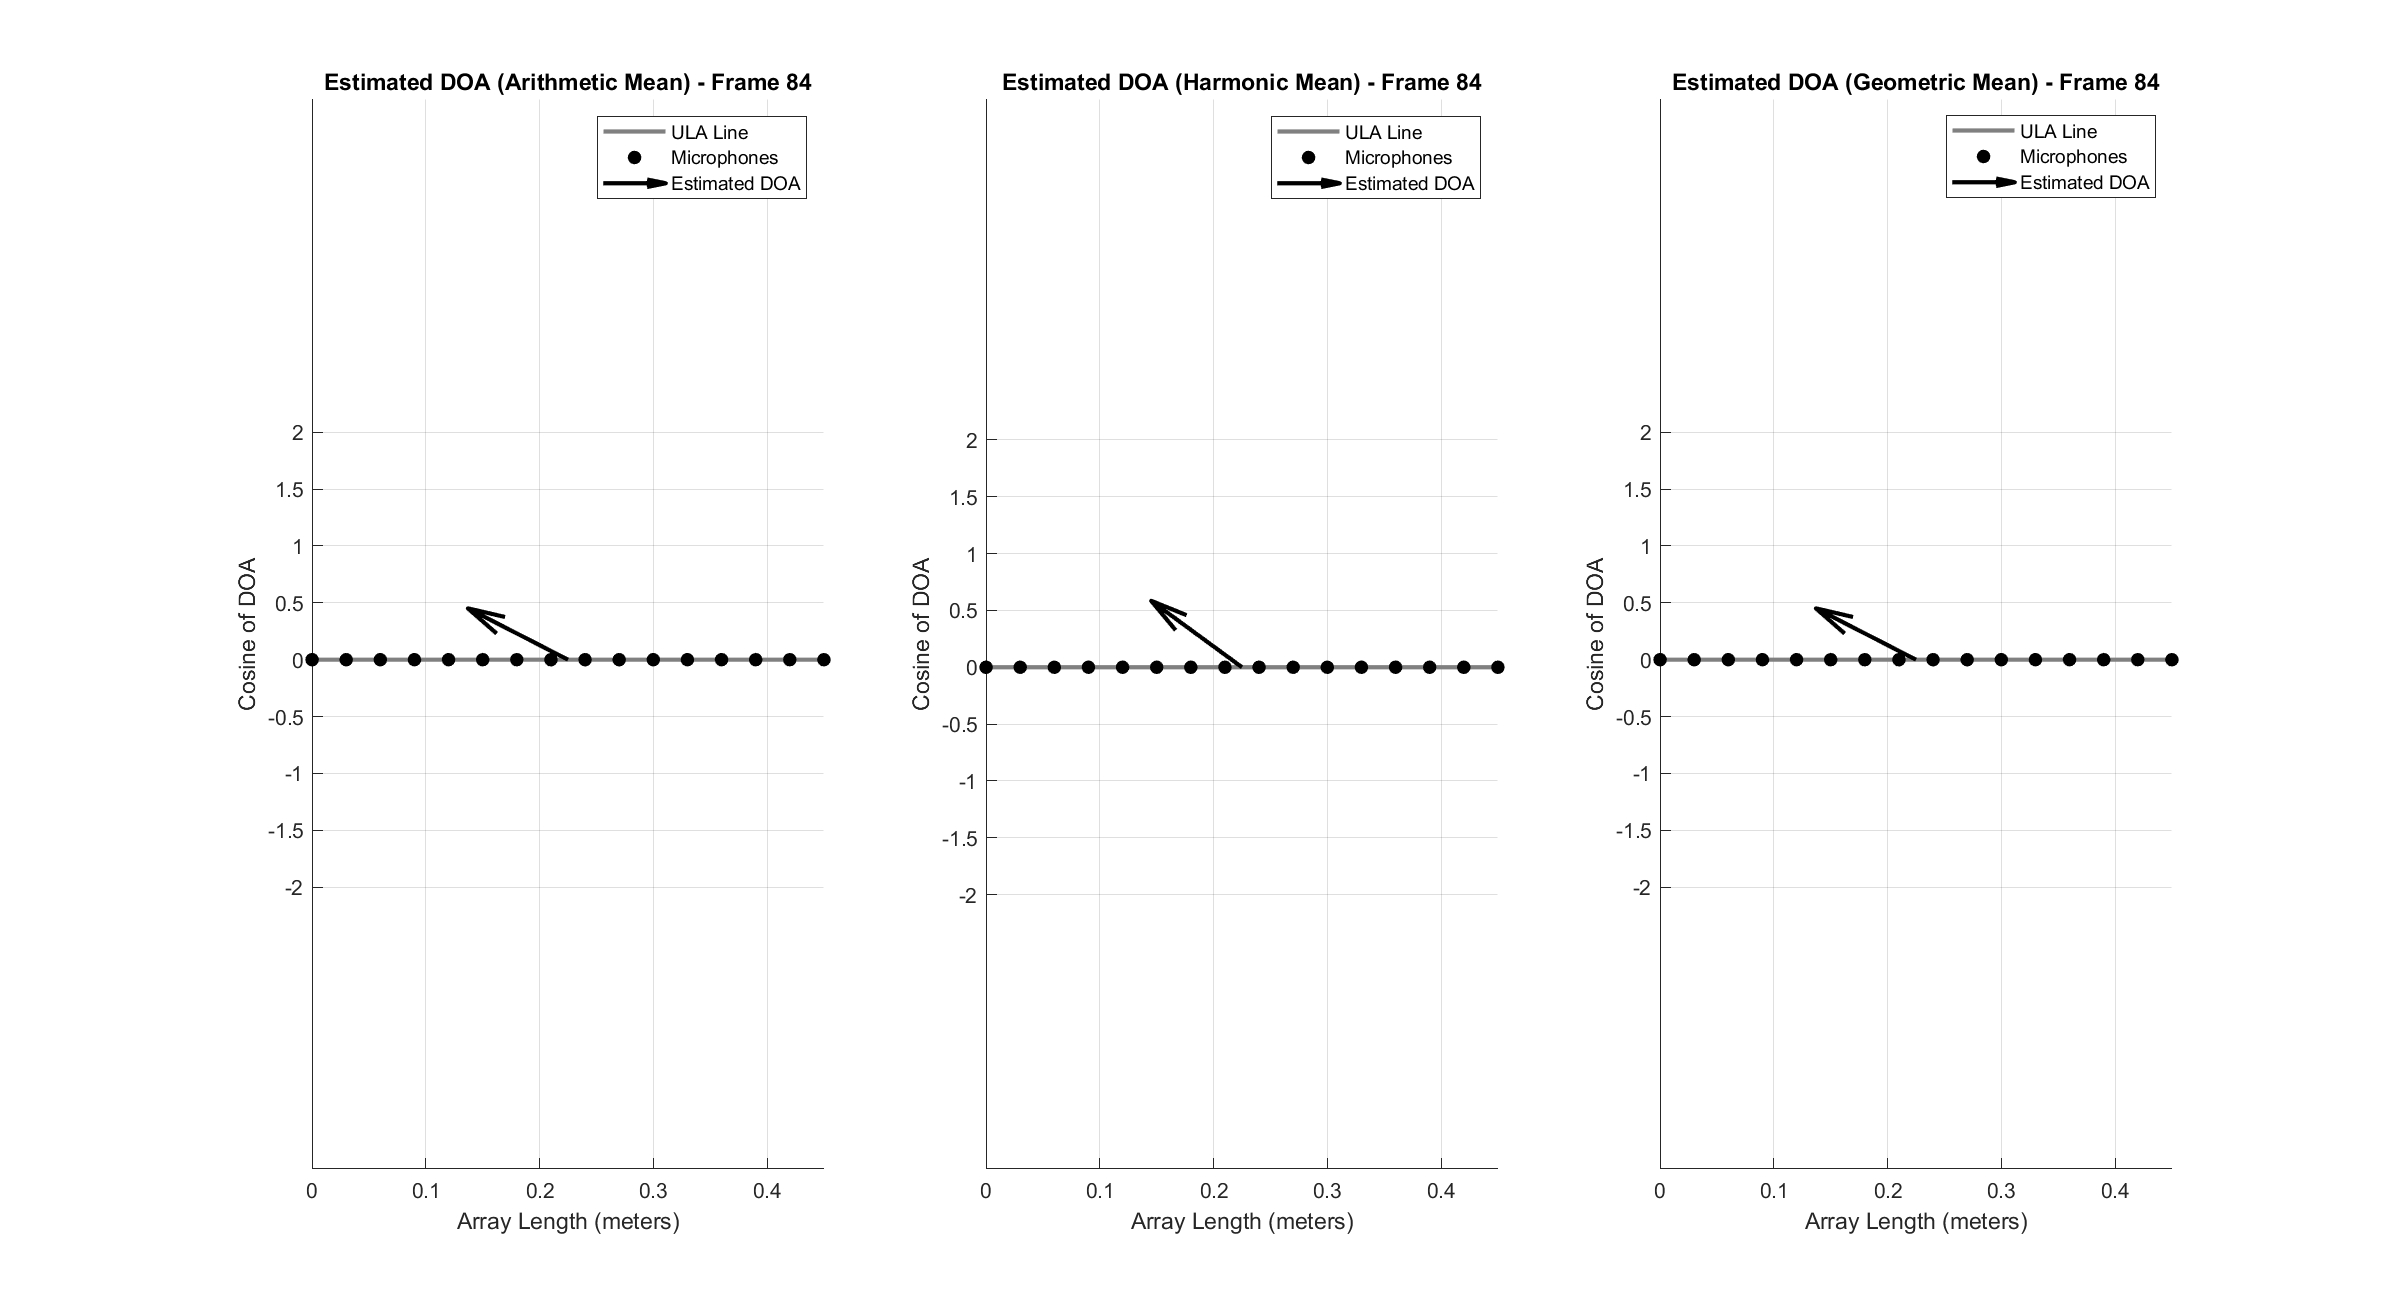 Estimated DOA (Arithmetic Mean) - Frame 84
ULA Line
Microphones
Estimated DOA
Cosine of DOA
2
1.5
1
0.5
0
-0.5
-1
-1.5
-2
0 0.1 0.2 0.3 0.4
Array Length (meters)
Estimated DOA (Harmonic Mean) - Frame 84
ULA Line
Microphones
Estimated DOA
Cosine of DOA
2
1.5
1
0.5
0
-0.5
-1
-1.5
-2
0 0.1 0.2 0.3 0.4
Array Length (meters)
Estimated DOA (Geometric Mean) - Frame 84
ULA Line
Microphones
Estimated DOA
Cosine of DOA
2
1.5
1
0.5
0
-0.5
-1
-1.5
-2
0 0.1 0.2 0.3 0.4
Array Length (meters)